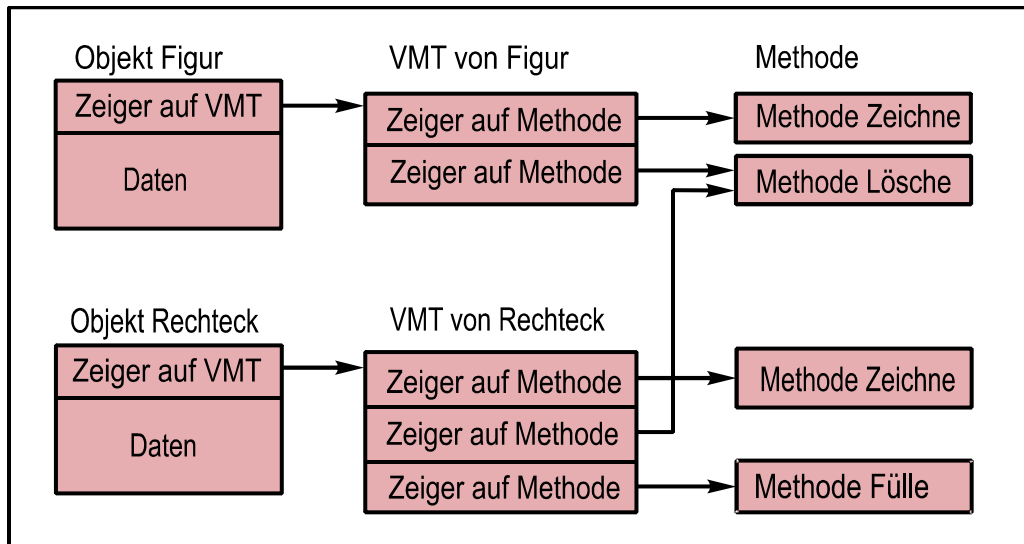 Objekt Figur
VMT von Figur
Methode
Zeiger auf VMT
Daten
Zeiger auf Methode
Zeiger auf Methode
Methode Zeichne
Methode Lösche
Objekt Rechteck
VMT von Rechteck
Zeiger auf VMT
Daten
Zeiger auf Methode
Zeiger auf Methode
Zeiger auf Methode
Methode Zeichne
Methode Fülle